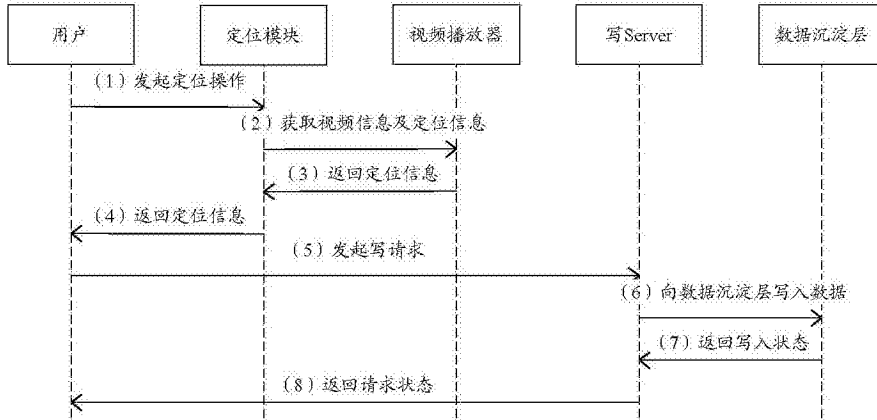 用户
定位模块
视频播放器
写Server
数据沉淀层
（1）发起定位操作
（2）获取视频信息及定位信息
（3）返回定位信息
（4）返回定位信息
（5）发起写请求
（6）向数据沉淀层写入数据
（7）返回写入状态
（8）返回请求状态